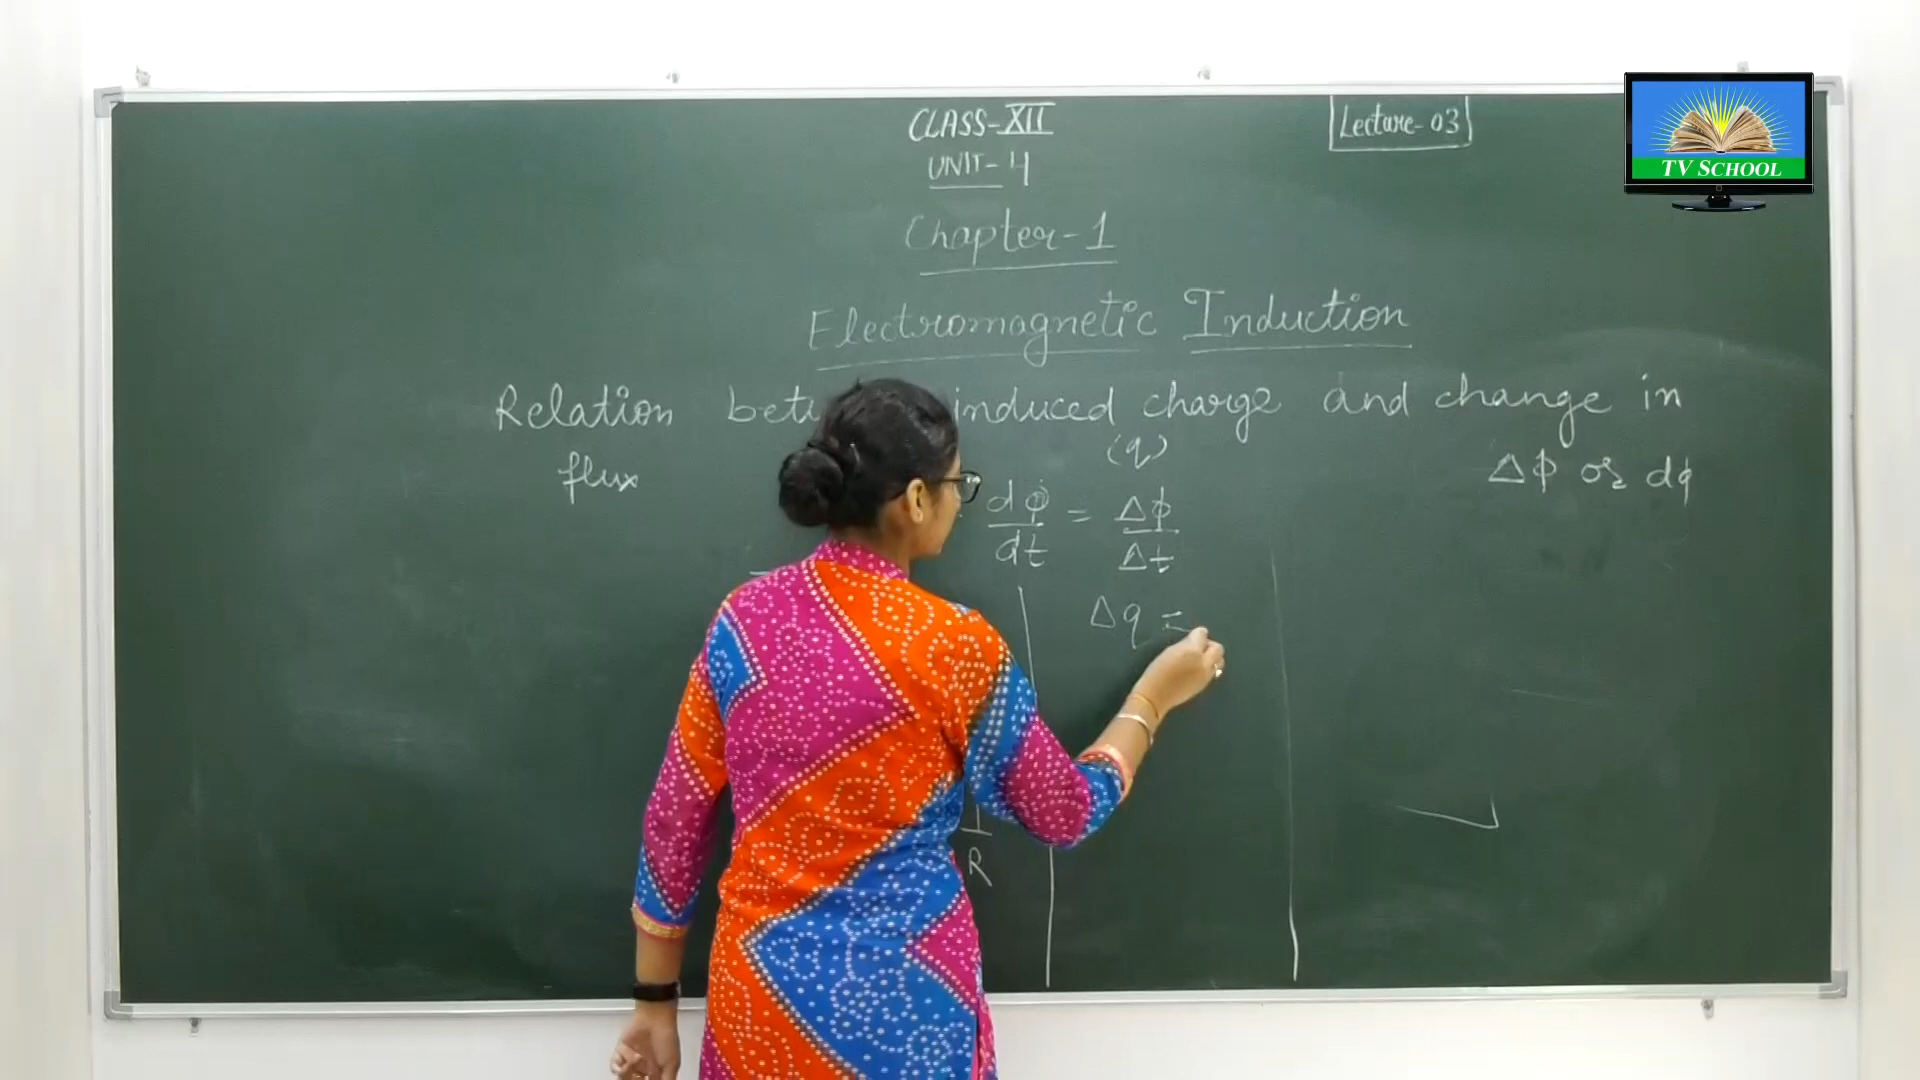 CLASS-XII
Lecture-03
TV SCHOOL
UNIT-4
Chapter-1
Electromagnetic Induction
Relation induced charge and change in
flux (q) Δϕ or dϕ
dϕ/dt = Δϕ/Δt
Δq =
R